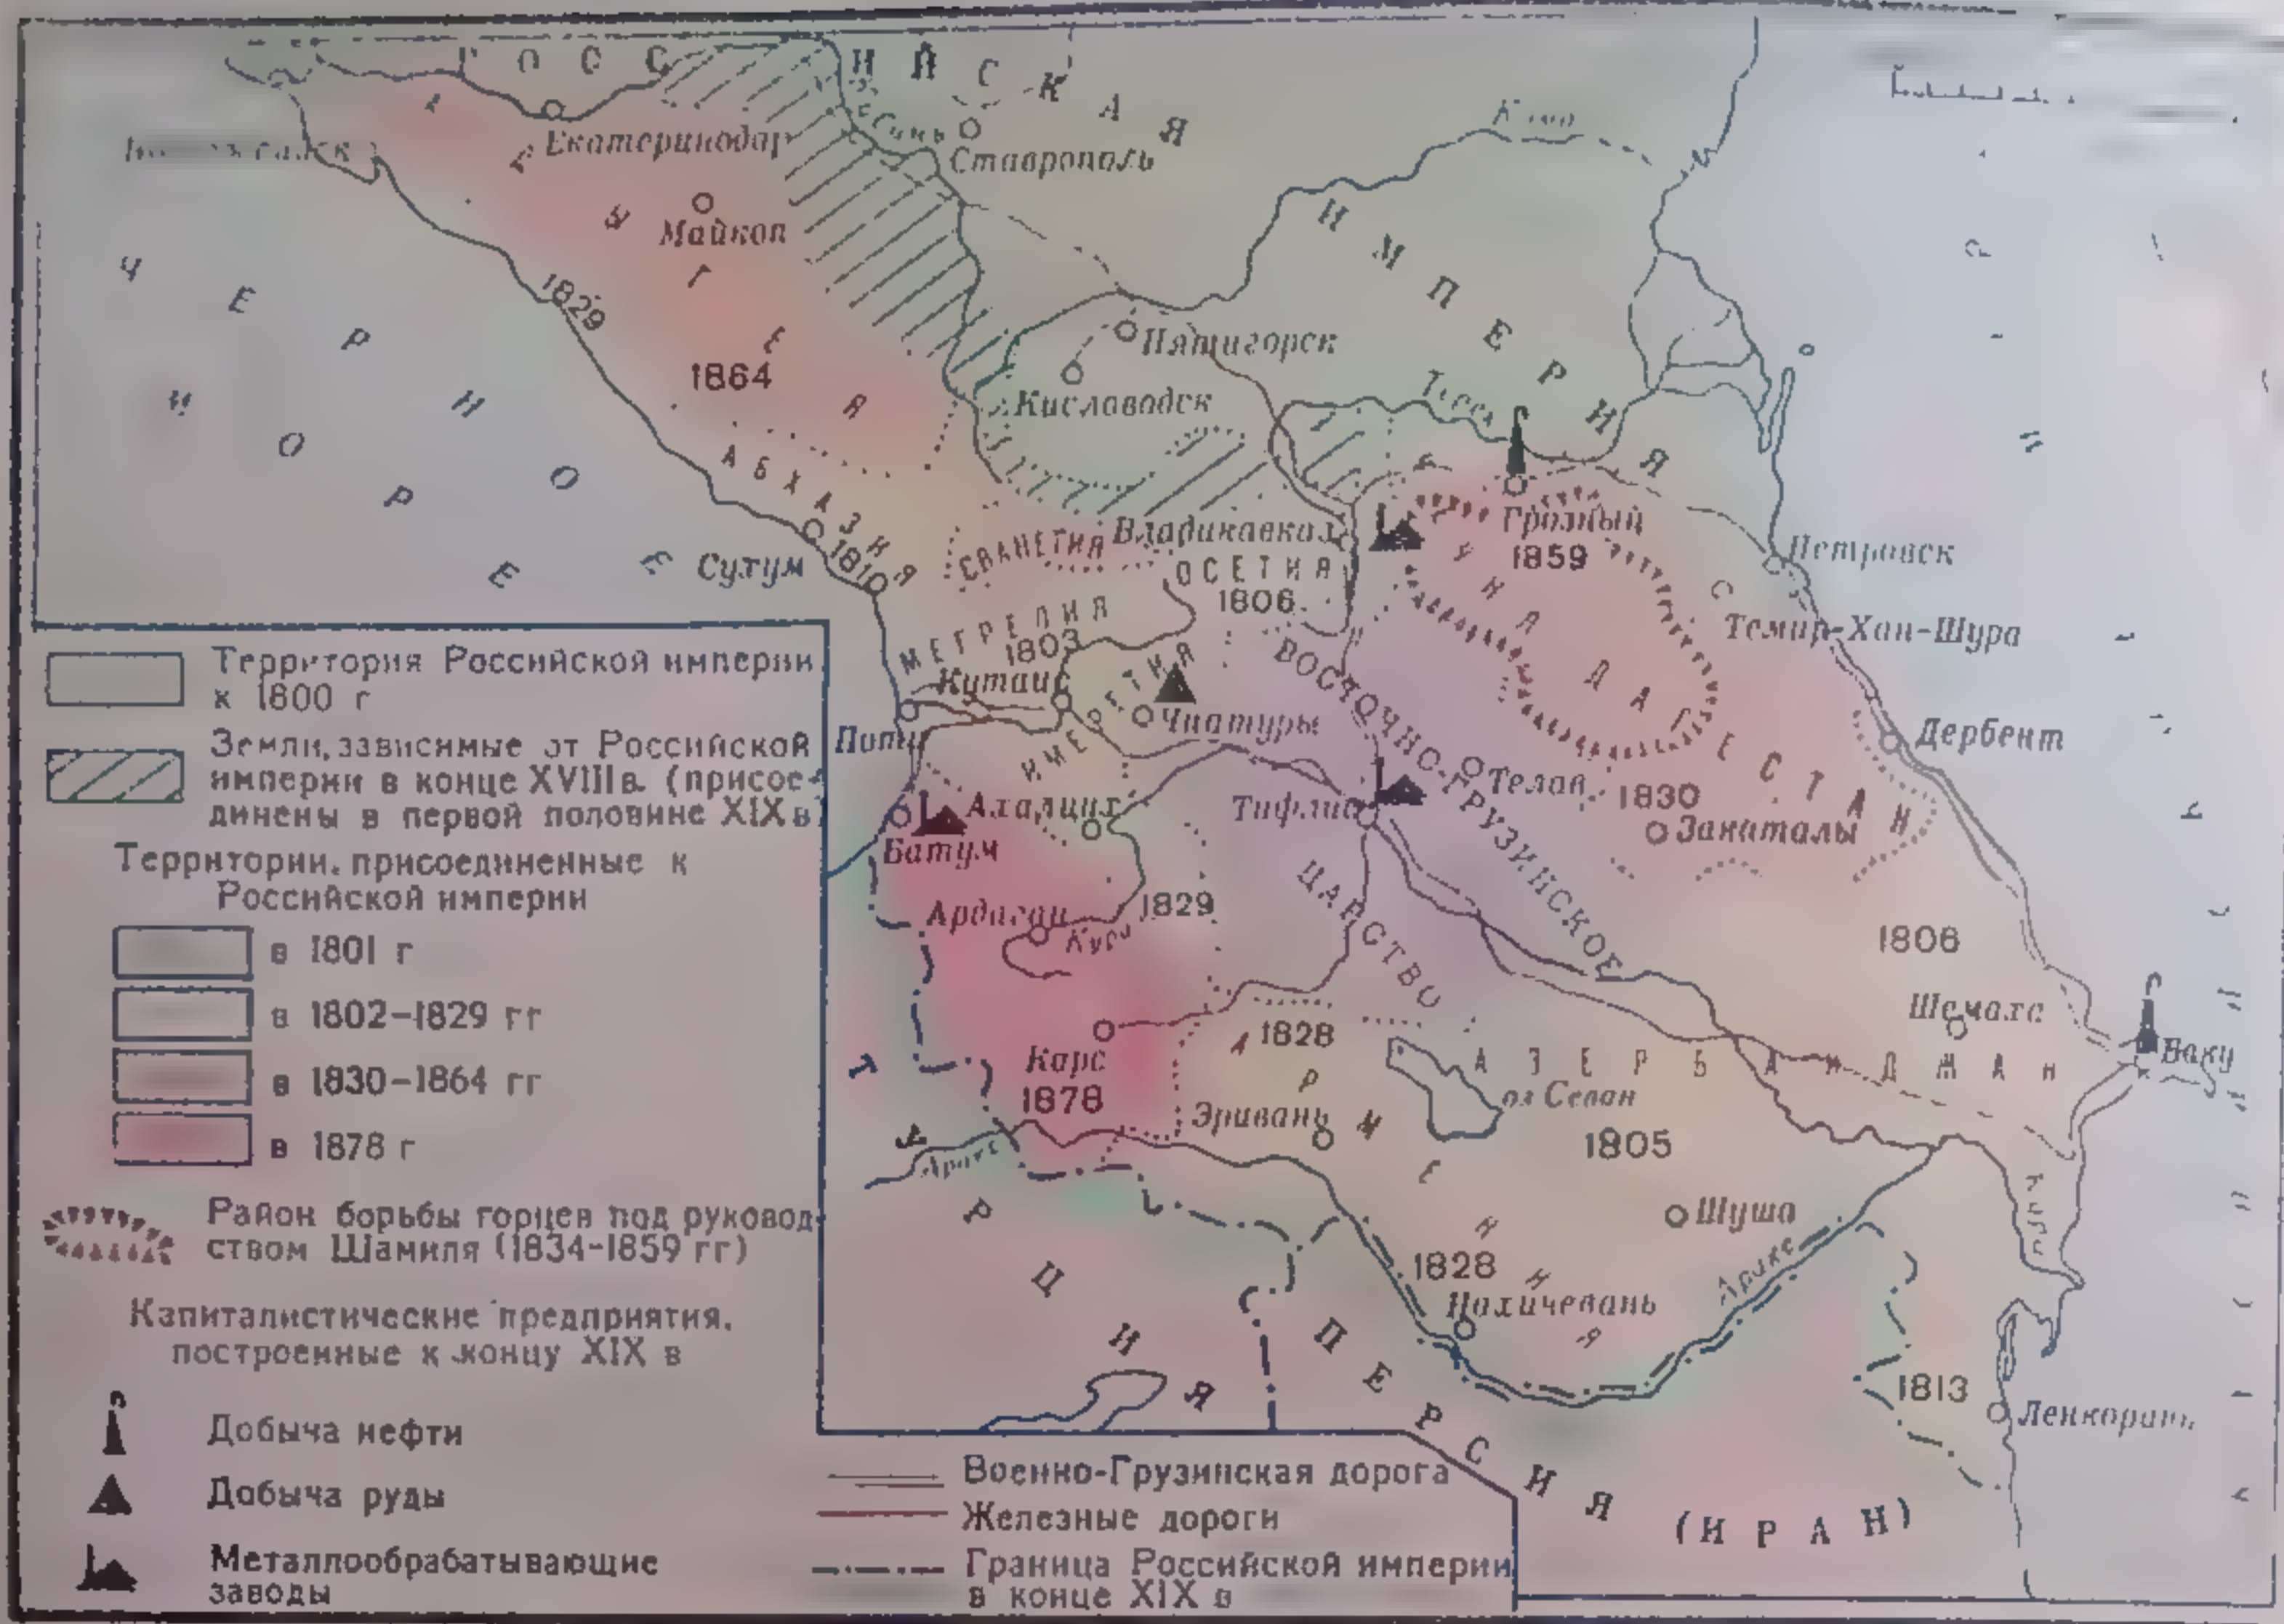 Екатеринодар
Ставрополь
Майкоп
ЧЕРНОЕ
МОРЕ
ИМПЕРИЯ
1829
1864
Пятигорск
Кисловодск
Терек
АБХАЗИЯ
Сухум
1810
СВАНЕТИЯ
Владикавказ
Грозный
1859
Петровск
ОСЕТИЯ
1806
Темир-Хан-Шура
МЕГРЕЛИЯ
1803
Кутаис
ИМЕРЕТИЯ
Чиатуры
ДАГЕСТАН
Поти
Дербент
ВОСТОЧНО-ГРУЗИНСКОЕ
ЦАРСТВО
Телав
1830
Закаталы
Тифлис
Ахалцих
Батум
Ардаган
Кура
1829
1806
Шемаха
Баку
Карс
1878
1828
АРМЕНИЯ
АЗЕРБАЙДЖАН
оз Севан
Эривань
1805
Аракс
Шуша
1828
Нахичевань
Аракс
1813
Ленкорань
ТУРЦИЯ
ПЕРСИЯ (ИРАН)
Территория Российской империи
к 1800 г
Земли, зависимые от Российской
империи в конце XVIII в. (присое-
динены в первой половине XIX в
Территории, присоединенные к
Российской империи
в 1801 г
в 1802–1829 гг
в 1830–1864 гг
в 1878 г
Район борьбы горцев под руковод-
ством Шамиля (1834-1859 гг)
Капиталистические предприятия,
построенные к концу XIX в
Добыча нефти
Добыча руды
Металлообрабатывающие
заводы
Военно-Грузинская дорога
Железные дороги
Граница Российской империи
в конце XIX в